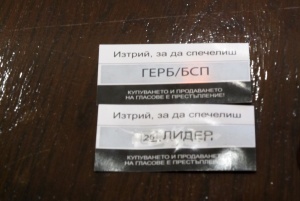 Изтрий, за да спечелиш
ГЕРБ/БСП
КУПУВАНЕТО И ПРОДАВАНЕТО
НА ГЛАСОВЕ Е ПРЕСТЪПЛЕНИЕ!
Изтрий, за да спечелиш
ЛИДЕР
КУПУВАНЕТО И ПРОДАВАНЕТО
НА ГЛАСОВЕ Е ПРЕСТЪПЛЕНИЕ!